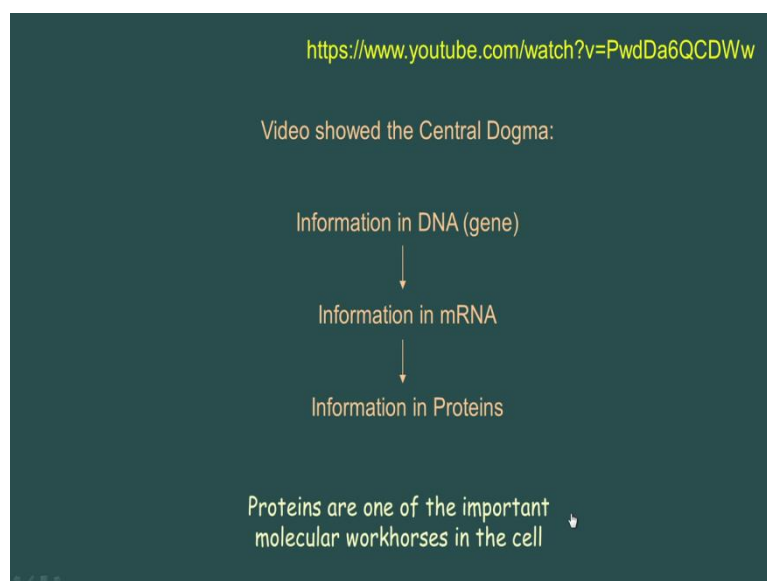 https://www.youtube.com/watch?v=PwdDa6QCDWw
Video showed the Central Dogma:
Information in DNA (gene)
Information in mRNA
Information in Proteins
Proteins are one of the important
molecular workhorses in the cell